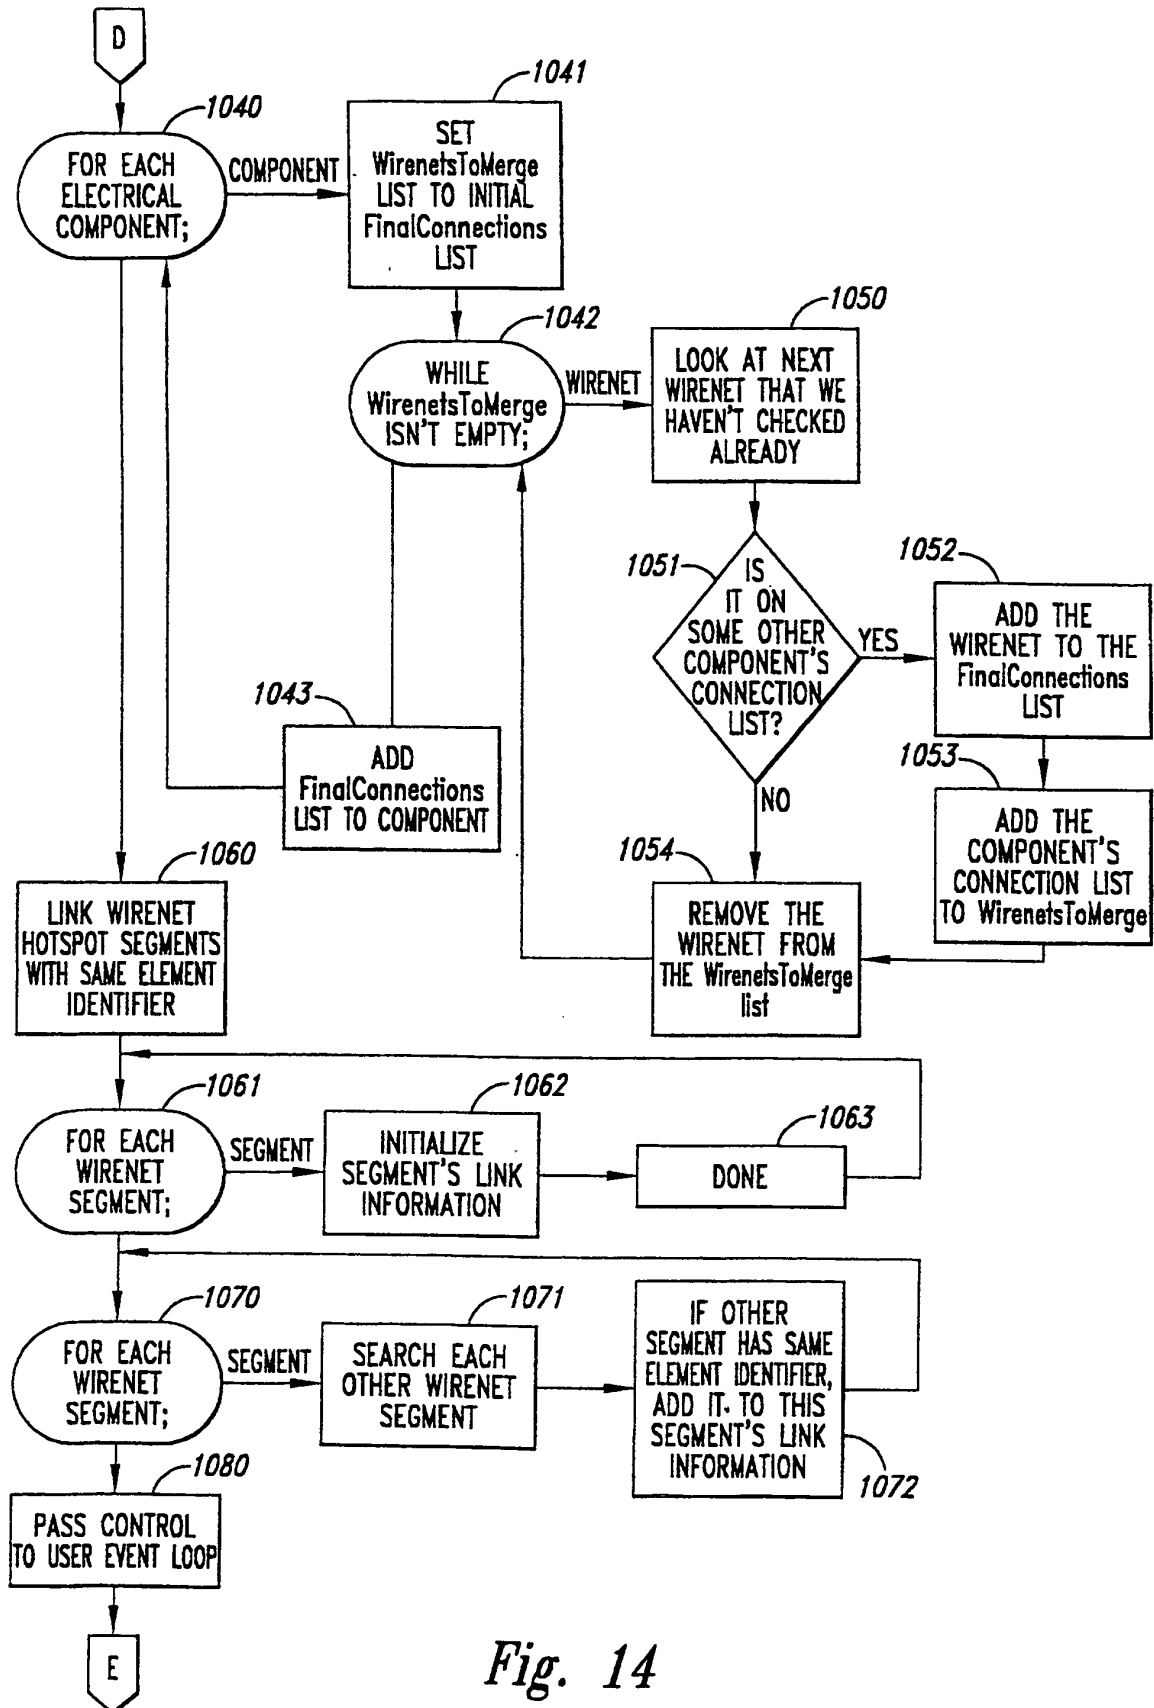 D
1040
FOR EACH
ELECTRICAL
COMPONENT;
COMPONENT
1041
SET
WirenetsToMerge
LIST TO INITIAL
FinalConnections
LIST
1042
WHILE
WirenetsToMerge
ISN'T EMPTY;
WIRENET
1050
LOOK AT NEXT
WIRENET THAT WE
HAVEN'T CHECKED
ALREADY
1051
IS
IT ON
SOME OTHER
COMPONENT'S
CONNECTION
LIST?
YES
NO
1052
ADD THE
WIRENET TO THE
FinalConnections
LIST
1053
ADD THE
COMPONENT'S
CONNECTION LIST
TO WirenetsToMerge
1043
ADD
FinalConnections
LIST TO COMPONENT
1054
REMOVE THE
WIRENET FROM
THE WirenetsToMerge
list
1060
LINK WIRENET
HOTSPOT SEGMENTS
WITH SAME ELEMENT
IDENTIFIER
1061
FOR EACH
WIRENET
SEGMENT;
SEGMENT
1062
INITIALIZE
SEGMENT'S LINK
INFORMATION
1063
DONE
1070
FOR EACH
WIRENET
SEGMENT;
SEGMENT
1071
SEARCH EACH
OTHER WIRENET
SEGMENT
IF OTHER
SEGMENT HAS SAME
ELEMENT IDENTIFIER,
ADD IT TO THIS
SEGMENT'S LINK
INFORMATION
1072
1080
PASS CONTROL
TO USER EVENT LOOP
E
Fig. 14